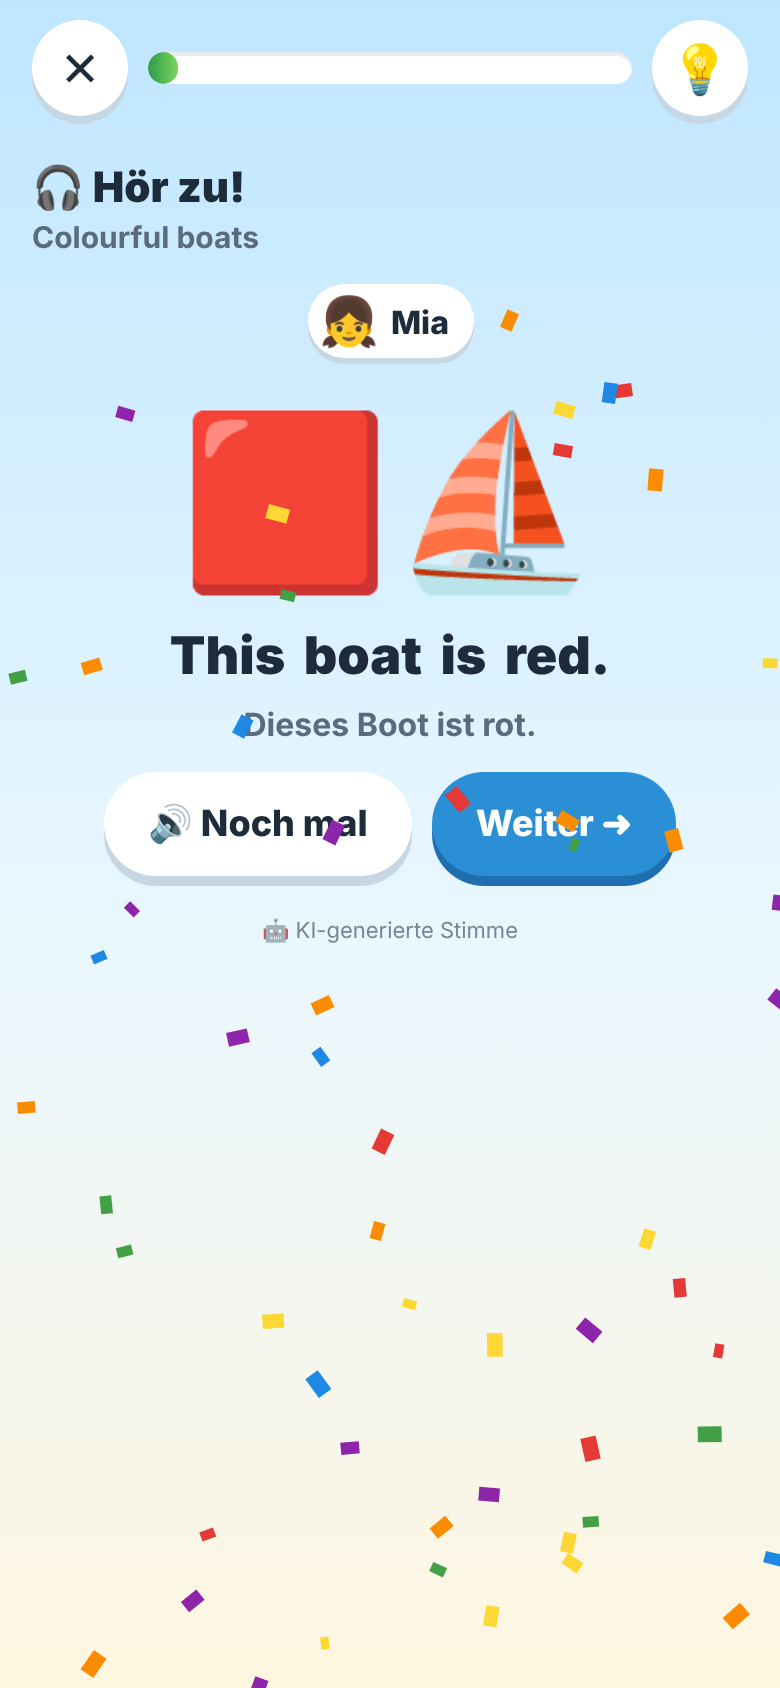 Hör zu!
Colourful boats
Mia
This boat is red.
Dieses Boot ist rot.
Noch mal
Weiter ➜
KI-generierte Stimme